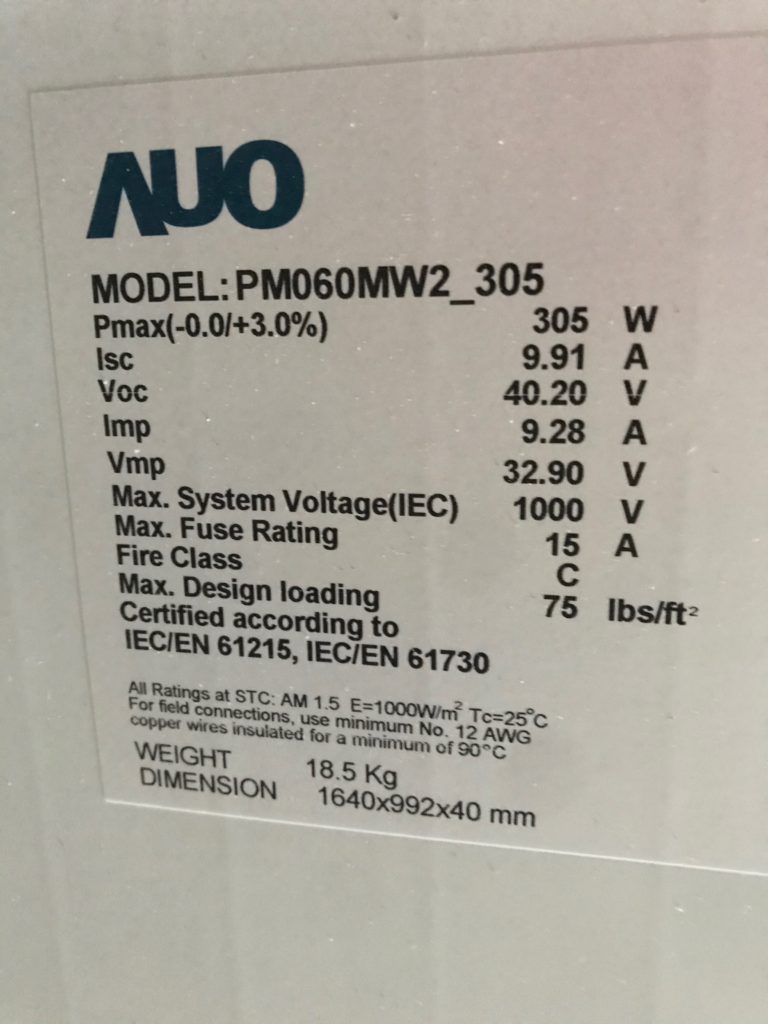 AUO
MODEL: PM060MW2_305
Pmax(-0.0/+3.0%) 305 W
Isc 9.91 A
Voc 40.20 V
Imp 9.28 A
Vmp 32.90 V
Max. System Voltage(IEC) 1000 V
Max. Fuse Rating 15 A
Fire Class C
Max. Design loading 75 lbs/ft²
Certified according to
IEC/EN 61215, IEC/EN 61730
All Ratings at STC: AM 1.5 E=1000W/m² Tc=25°C
For field connections, use minimum No. 12 AWG
copper wires insulated for a minimum of 90°C
WEIGHT 18.5 Kg
DIMENSION 1640x992x40 mm